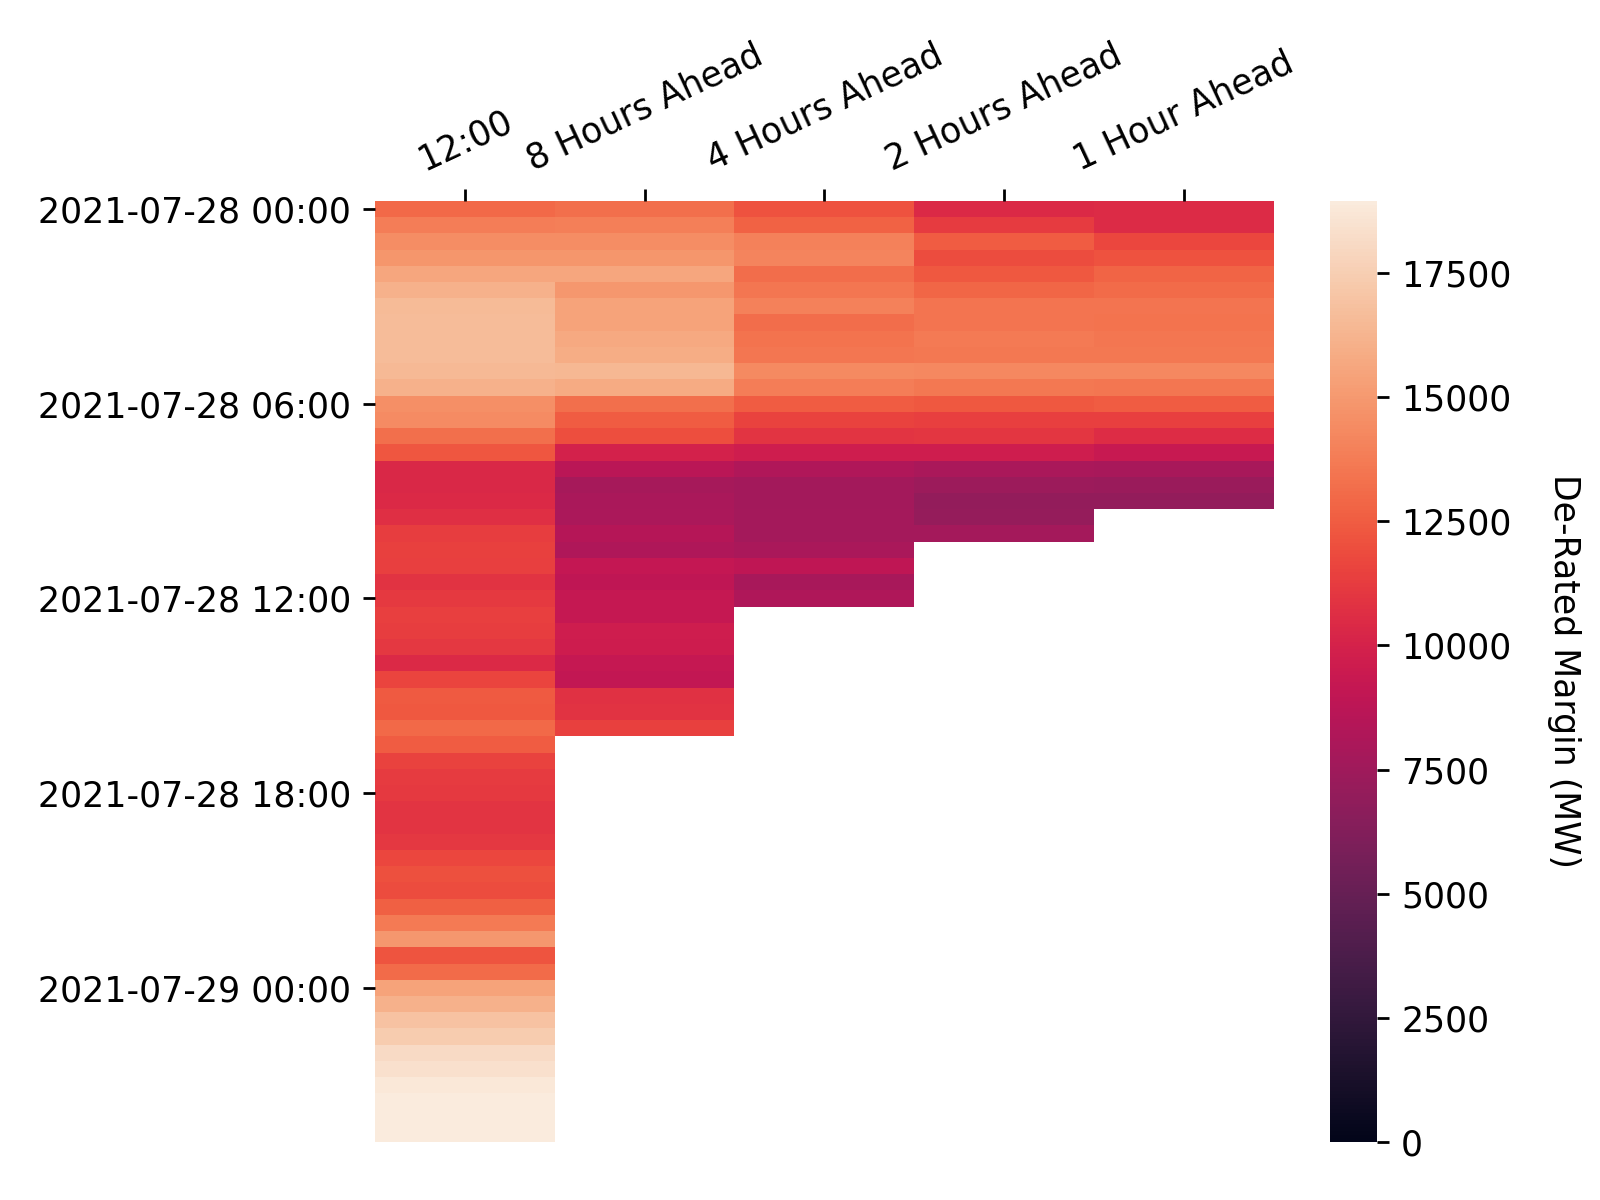 12:00
8 Hours Ahead
4 Hours Ahead
2 Hours Ahead
1 Hour Ahead
2021-07-28 00:00
2021-07-28 06:00
2021-07-28 12:00
2021-07-28 18:00
2021-07-29 00:00
17500
15000
12500
10000
7500
5000
2500
0
De-Rated Margin (MW)